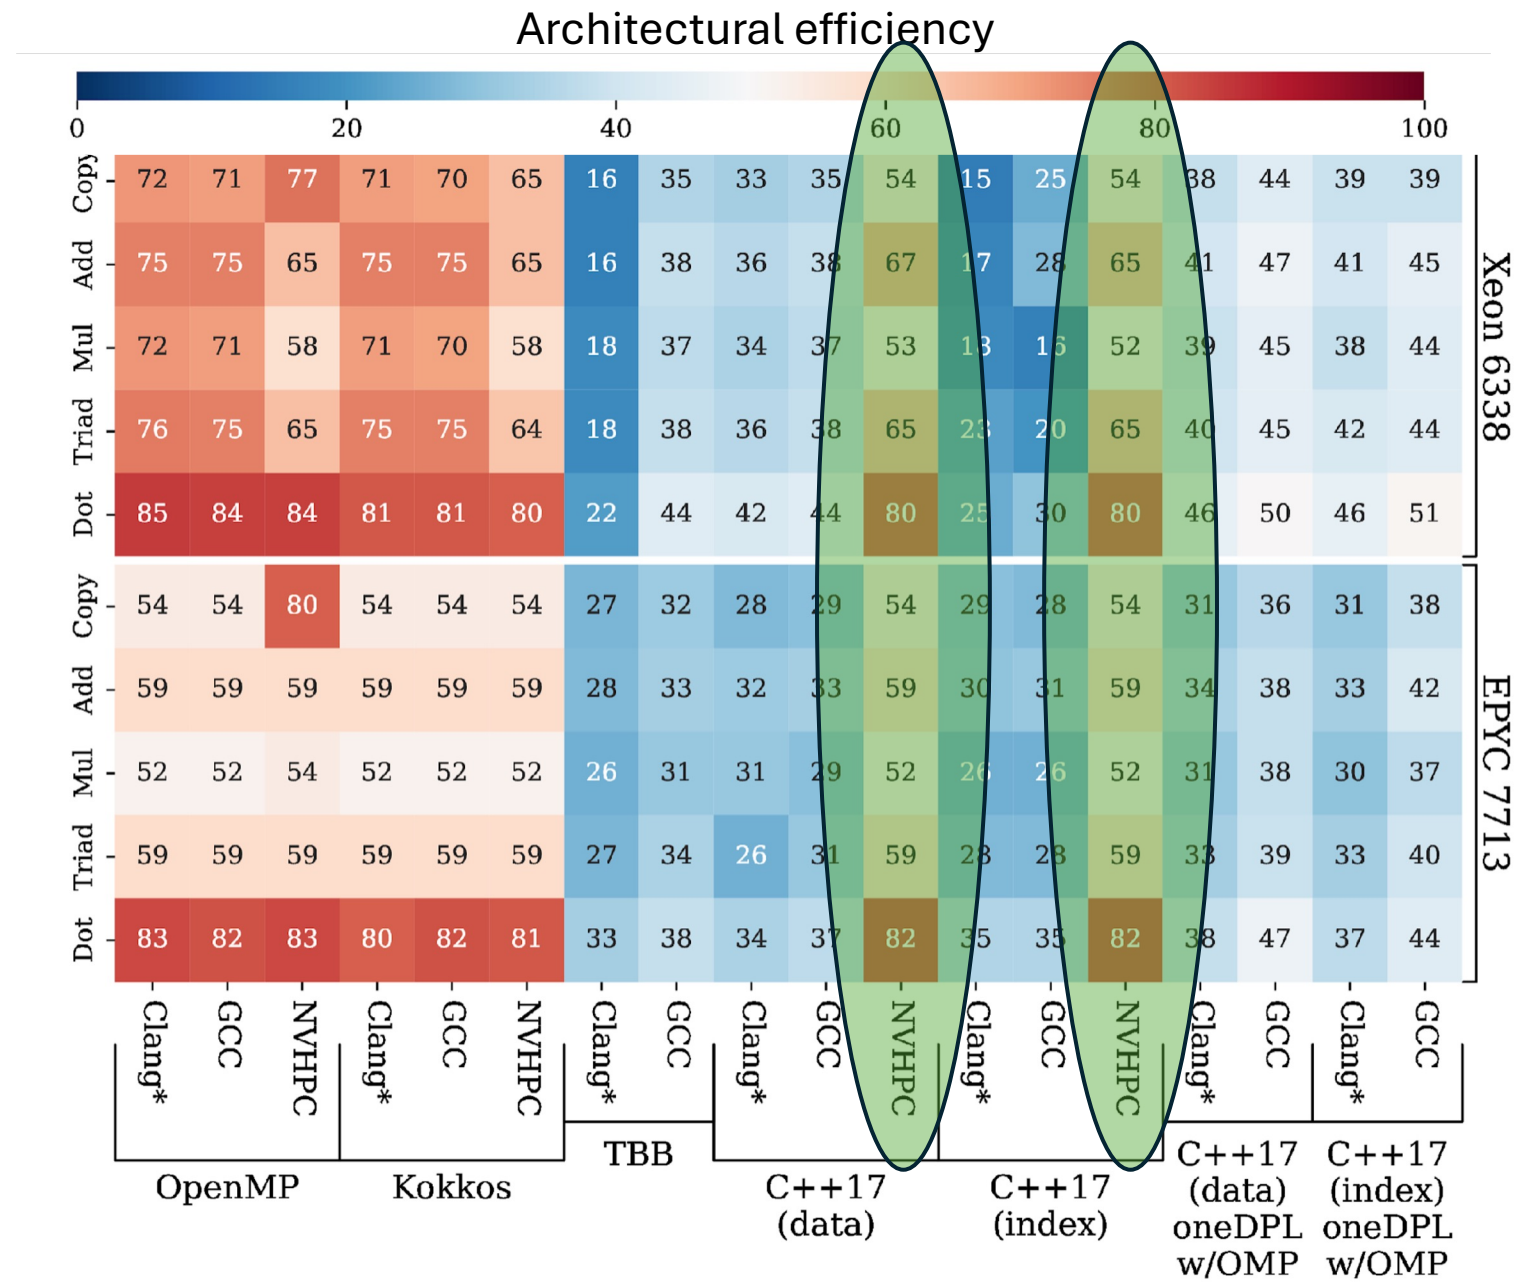 Architectural efficiency
0 20 40 60 80 100
Copy 72 71 77 71 70 65 16 35 33 35 54 15 25 54 38 44 39 39
Add 75 75 65 75 75 65 16 38 36 38 67 17 28 65 41 47 41 45
Mul 72 71 58 71 70 58 18 37 34 37 53 18 16 52 39 45 38 44
Triad 76 75 65 75 75 64 18 38 36 38 65 23 20 65 40 45 42 44
Dot 85 84 84 81 81 80 22 44 42 44 80 25 30 80 46 50 46 51
Xeon 6338
Copy 54 54 80 54 54 54 27 32 28 29 54 29 28 54 31 36 31 38
Add 59 59 59 59 59 59 28 33 32 33 59 30 31 59 34 38 33 42
Mul 52 52 54 52 52 52 26 31 31 29 52 26 26 52 31 38 30 37
Triad 59 59 59 59 59 59 27 34 26 31 59 28 28 59 33 39 33 40
Dot 83 82 83 80 82 81 33 38 34 37 82 35 35 82 38 47 37 44
EPYC 7713
Clang* GCC NVHPC Clang* GCC NVHPC Clang* GCC Clang* GCC NVHPC Clang* GCC NVHPC Clang* GCC Clang* GCC
OpenMP
Kokkos
TBB
C++17
(data)
C++17
(index)
C++17
(data)
oneDPL
w/OMP
C++17
(index)
oneDPL
w/OMP